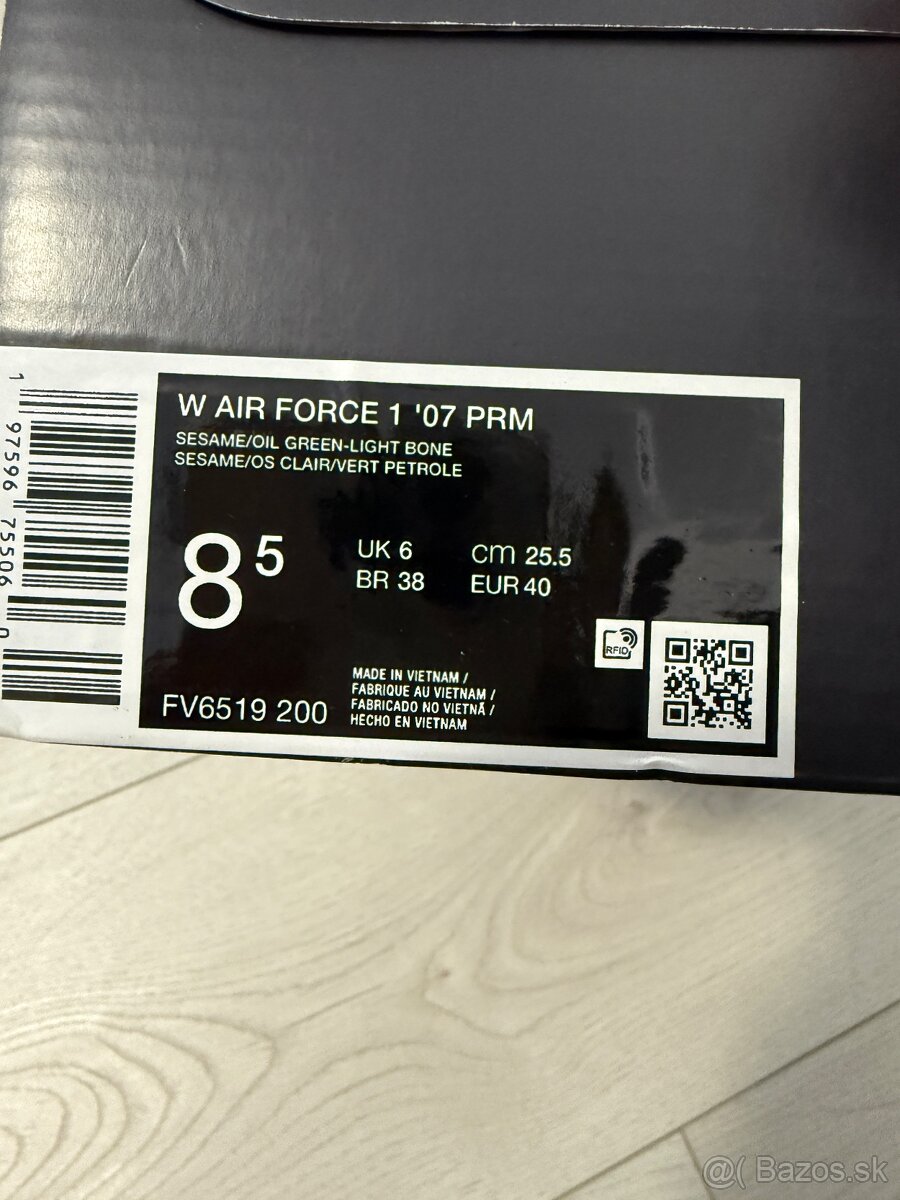 W AIR FORCE 1 '07 PRM
SESAME/OIL GREEN-LIGHT BONE
SESAME/OS CLAIR/VERT PETROLE
8 5
UK 6 cm 25.5
BR 38 EUR 40
RFID
FV6519 200
MADE IN VIETNAM /
FABRIQUE AU VIETNAM /
FABRICADO NO VIETNÃ /
HECHO EN VIETNAM
1 97596 75506 0
@( Bazos.sk